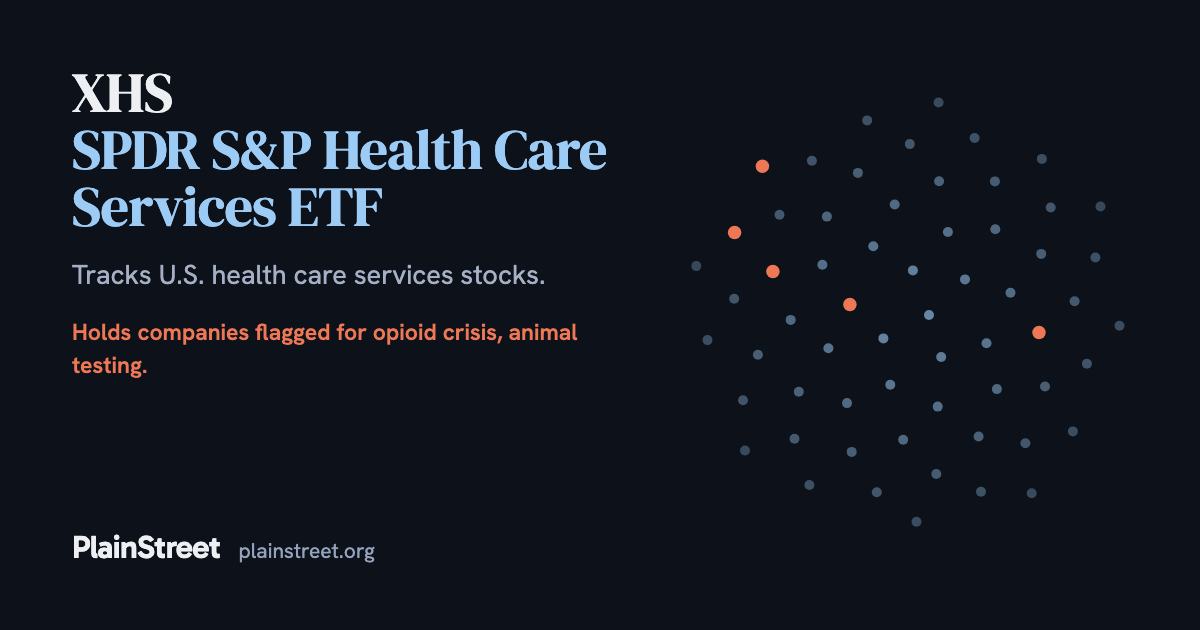 XHS
SPDR S&P Health Care
Services ETF
Tracks U.S. health care services stocks.
Holds companies flagged for opioid crisis, animal
testing.
PlainStreet plainstreet.org